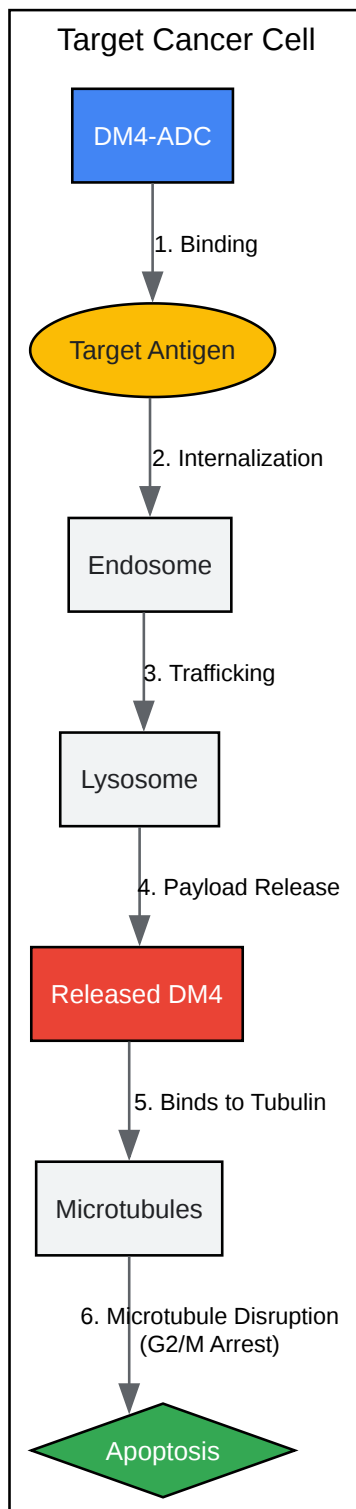 Target Cancer Cell
DM4-ADC
1. Binding
Target Antigen
2. Internalization
Endosome
3. Trafficking
Lysosome
4. Payload Release
Released DM4
5. Binds to Tubulin
Microtubules
6. Microtubule Disruption
(G2/M Arrest)
Apoptosis